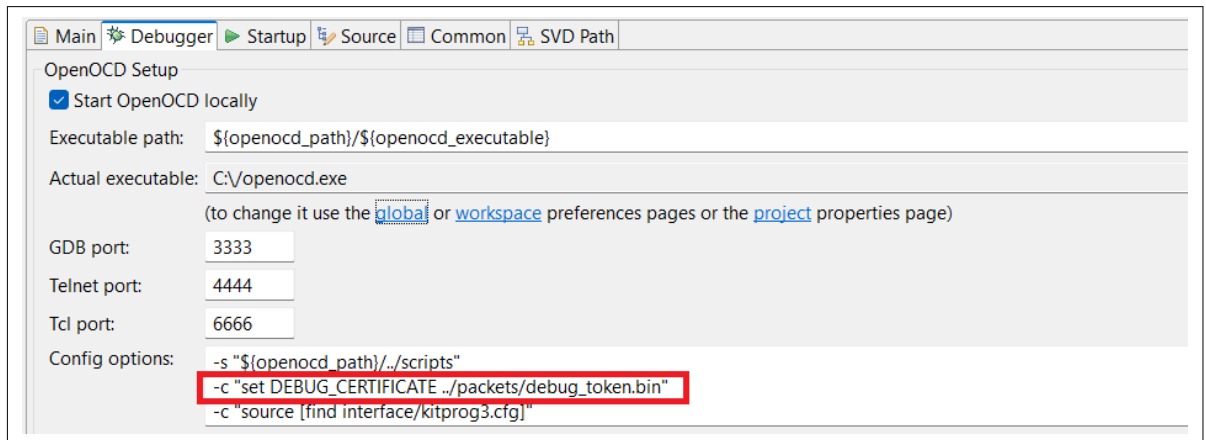 Main Debugger Startup Source Common SVD Path
OpenOCD Setup
Start OpenOCD locally
Executable path: ${openocd_path}/${openocd_executable}
Actual executable: C:\/openocd.exe
(to change it use the global or workspace preferences pages or the project properties page)
GDB port: 3333
Telnet port: 4444
Tcl port: 6666
Config options: -s "${openocd_path}/../scripts"
-c "set DEBUG_CERTIFICATE ../packets/debug_token.bin"
-c "source [find interface/kitprog3.cfg]"